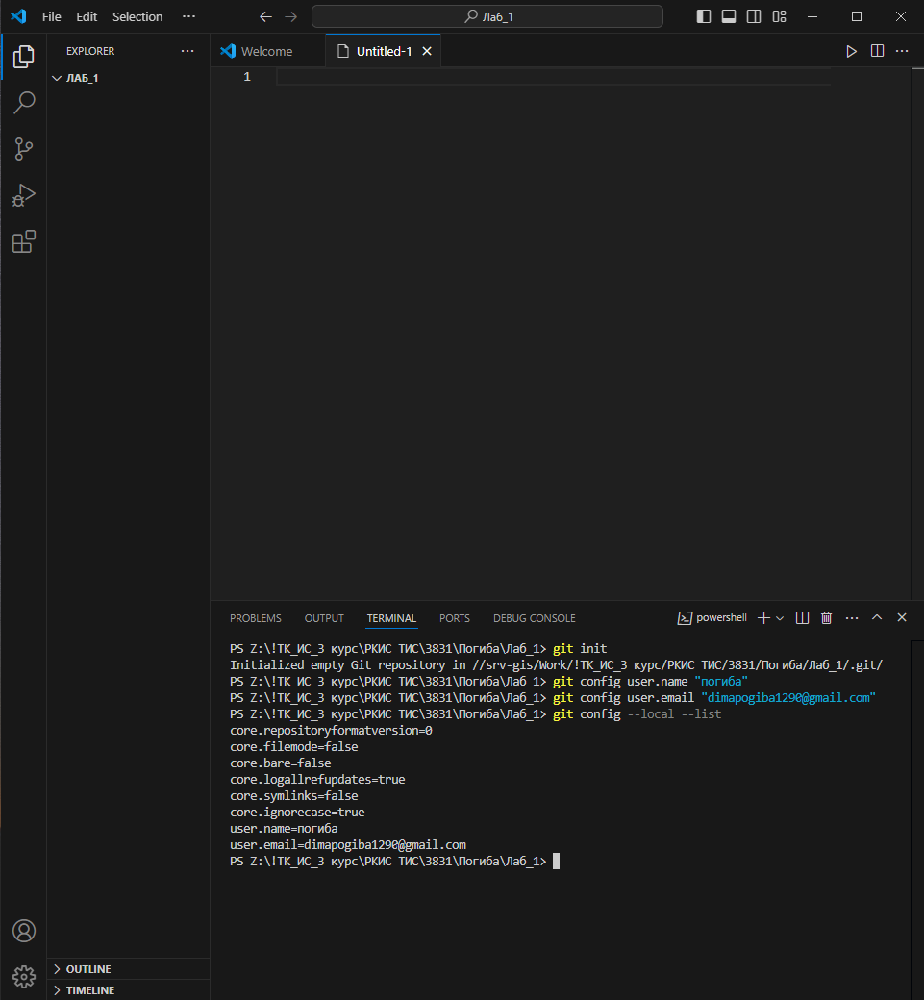 File Edit Selection ··· Лаб_1
EXPLORER ···
ЛАБ_1
OUTLINE
TIMELINE
Welcome Untitled-1
1
PROBLEMS OUTPUT TERMINAL PORTS DEBUG CONSOLE powershell
PS Z:\!ТК_ИС_3 курс\РКИС ТИС\3831\Погиба\Лаб_1> git init
Initialized empty Git repository in //srv-gis/Work/!ТК_ИС_3 курс/РКИС ТИС/3831/Погиба/Лаб_1/.git/
PS Z:\!ТК_ИС_3 курс\РКИС ТИС\3831\Погиба\Лаб_1> git config user.name "погиба"
PS Z:\!ТК_ИС_3 курс\РКИС ТИС\3831\Погиба\Лаб_1> git config user.email "dimapogiba1290@gmail.com"
PS Z:\!ТК_ИС_3 курс\РКИС ТИС\3831\Погиба\Лаб_1> git config --local --list
core.repositoryformatversion=0
core.filemode=false
core.bare=false
core.logallrefupdates=true
core.symlinks=false
core.ignorecase=true
user.name=погиба
user.email=dimapogiba1290@gmail.com
PS Z:\!ТК_ИС_3 курс\РКИС ТИС\3831\Погиба\Лаб_1>